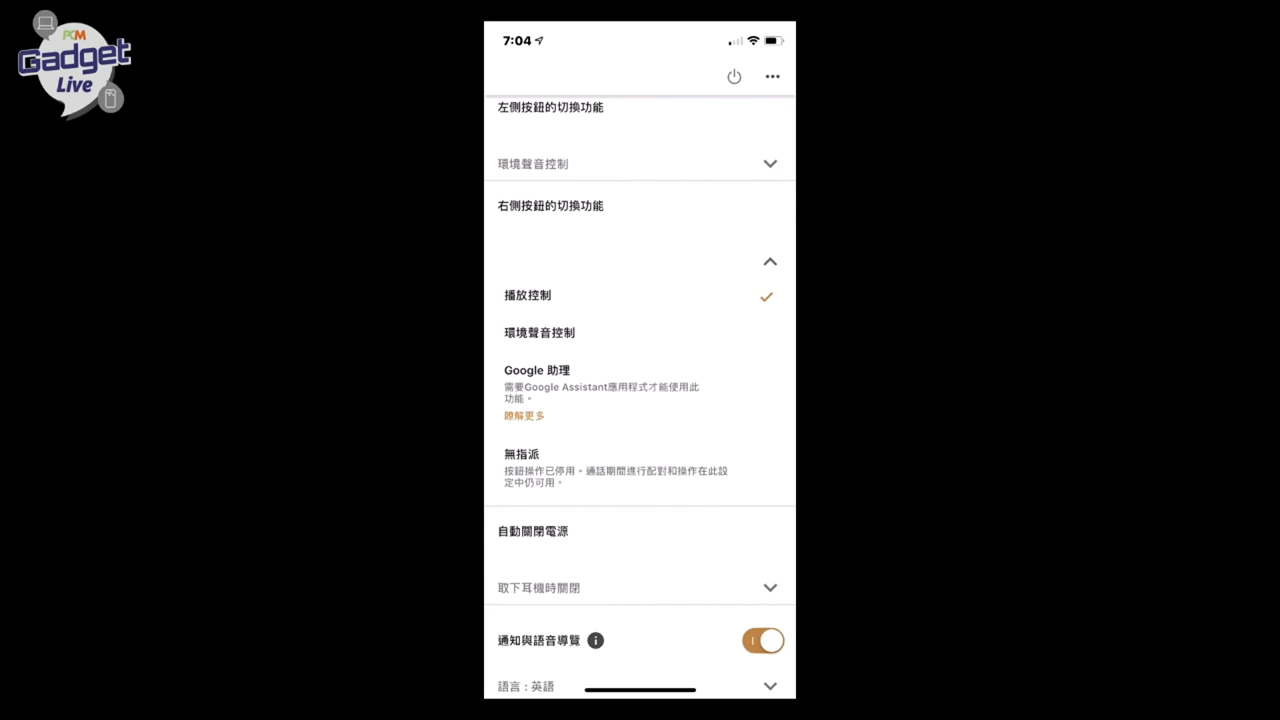 PCM
Gadget
Live
7:04
左側按鈕的切換功能
環境聲音控制
右側按鈕的切換功能
播放控制
環境聲音控制
Google 助理
需要Google Assistant應用程式才能使用此
功能。
瞭解更多
無指派
按鈕操作已停用。通話期間進行配對和操作在此設
定中仍可用。
自動關閉電源
取下耳機時關閉
通知與語音導覽
語言 : 英語